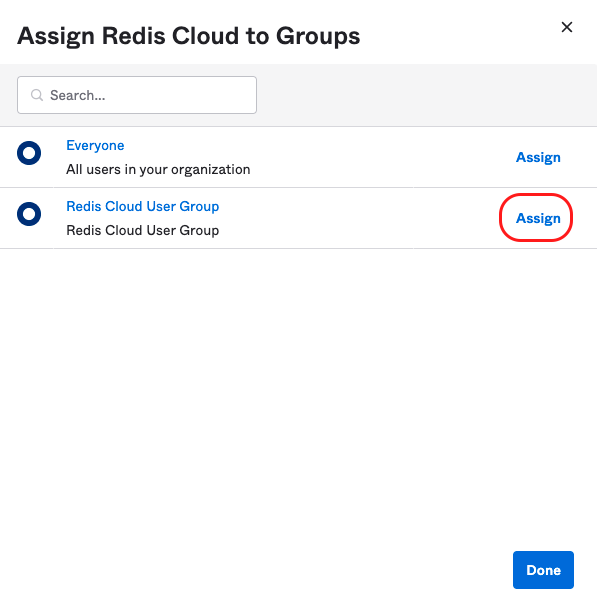 Assign Redis Cloud to Groups
Search...
Everyone
All users in your organization
Assign
Redis Cloud User Group
Redis Cloud User Group
Assign
Done